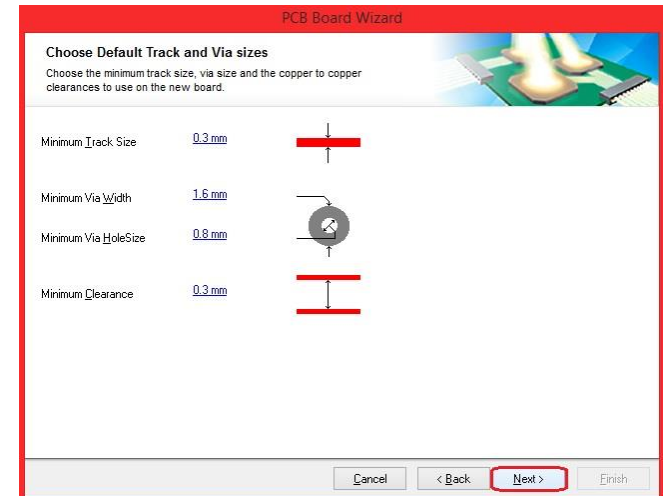 PCB Board Wizard
Choose Default Track and Via sizes
Choose the minimum track size, via size and the copper to copper
clearances to use on the new board.
Minimum Track Size 0.3 mm
Minimum Via Width 1.6 mm
Minimum Via HoleSize 0.8 mm
Minimum Clearance 0.3 mm
Cancel < Back Next > Finish